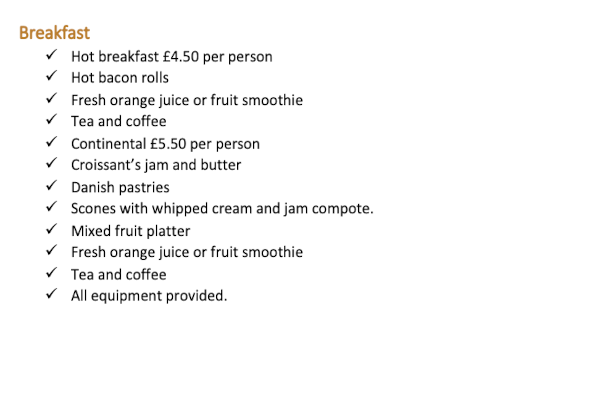 Breakfast
✓ Hot breakfast £4.50 per person
✓ Hot bacon rolls
✓ Fresh orange juice or fruit smoothie
✓ Tea and coffee
✓ Continental £5.50 per person
✓ Croissant’s jam and butter
✓ Danish pastries
✓ Scones with whipped cream and jam compote.
✓ Mixed fruit platter
✓ Fresh orange juice or fruit smoothie
✓ Tea and coffee
✓ All equipment provided.